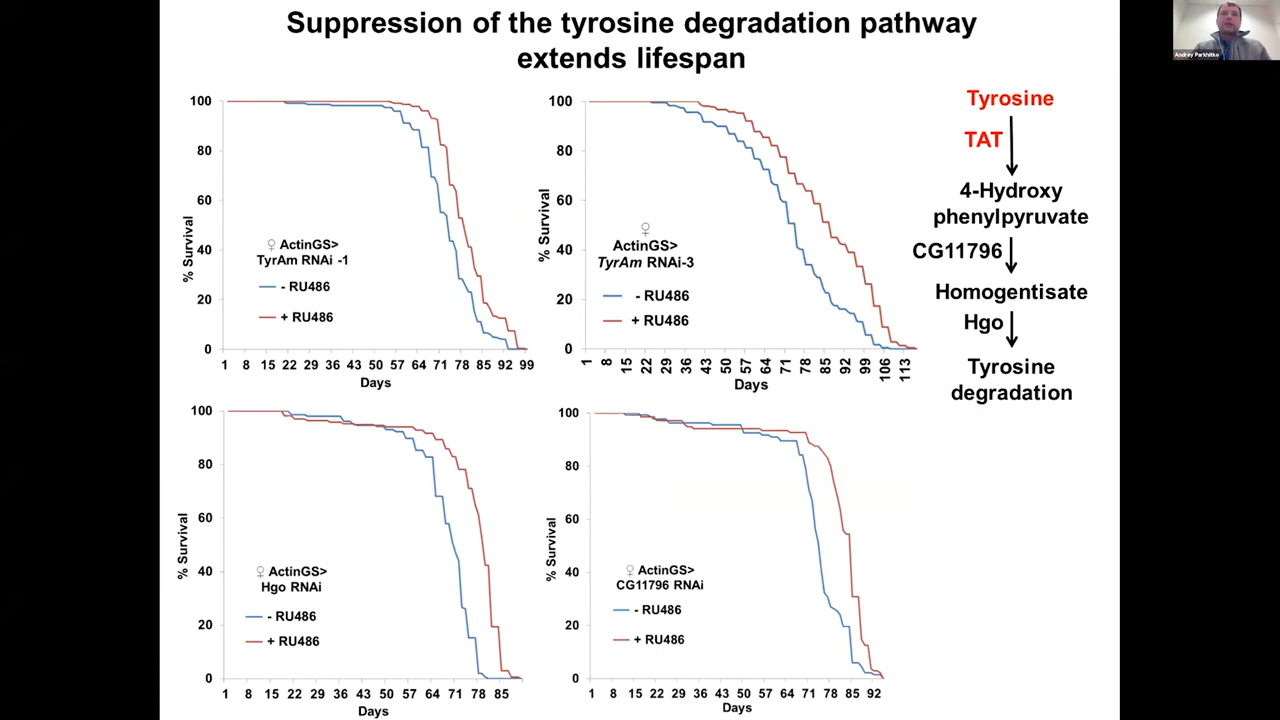 Suppression of the tyrosine degradation pathway
extends lifespan
Andrey Parkhitko
% Survival
100
80
60
40
20
0
♀ ActinGS>
TyrAm RNAi -1
- RU486
+ RU486
1 8 15 22 29 36 43 50 57 64 71 78 85 92 99
Days
% Survival
100
80
60
40
20
0
♀
ActinGS>
TyrAm RNAi-3
- RU486
+ RU486
1 8 15 22 29 36 43 50 57 64 71 78 85 92 99 106 113
Days
Tyrosine
TAT
4-Hydroxy
phenylpyruvate
CG11796
Homogentisate
Hgo
Tyrosine
degradation
% Survival
100
80
60
40
20
0
♀ ActinGS>
Hgo RNAi
- RU486
+ RU486
1 8 15 22 29 36 43 50 57 64 71 78 85
Days
% Survival
100
80
60
40
20
0
♀ ActinGS>
CG11796 RNAi
- RU486
+ RU486
1 8 15 22 29 36 43 50 57 64 71 78 85 92
Days